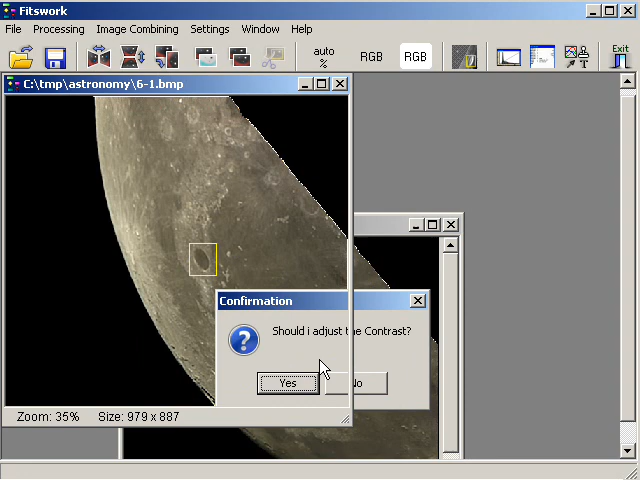 Fitswork
File Processing Image Combining Settings Window Help
auto
%
RGB
RGB
Exit
C:\tmp\astronomy\6-1.bmp
Confirmation
Should i adjust the Contrast?
Yes
Zoom: 35% Size: 979 x 887